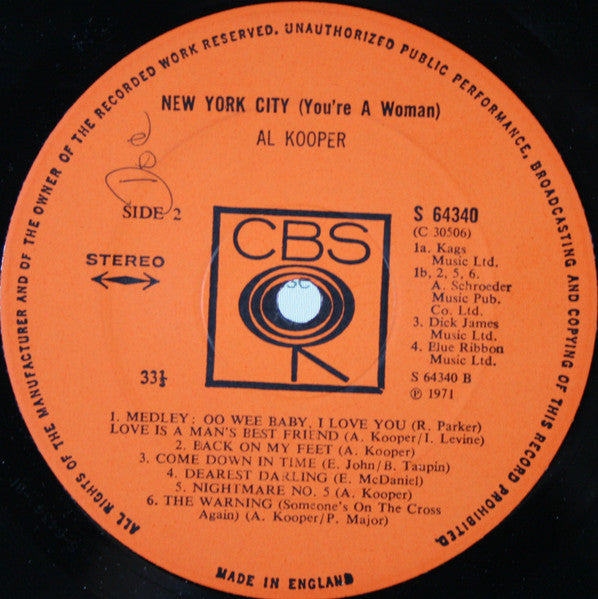 ALL RIGHTS OF THE MANUFACTURER AND OF THE OWNER OF THE RECORDED WORK RESERVED. UNAUTHORIZED PUBLIC PERFORMANCE, BROADCASTING AND COPYING OF THIS RECORD PROHIBITED.
NEW YORK CITY (You're A Woman)
AL KOOPER
SIDE 2
STEREO
33⅓
CBS
S 64340
(C 30506)
1a. Kags
Music Ltd.
1b, 2, 5, 6.
A. Schroeder
Music Pub.
Co. Ltd.
3. Dick James
Music Ltd.
4. Blue Ribbon
Music Ltd.
S 64340 B
℗ 1971
1. MEDLEY: OO WEE BABY, I LOVE YOU (R. Parker)
LOVE IS A MAN'S BEST FRIEND (A. Kooper/I. Levine)
2. BACK ON MY FEET (A. Kooper)
3. COME DOWN IN TIME (E. John/B. Taupin)
4. DEAREST DARLING (E. McDaniel)
5. NIGHTMARE NO. 5 (A. Kooper)
6. THE WARNING (Someone's On The Cross
Again) (A. Kooper/P. Major)
MADE IN ENGLAND